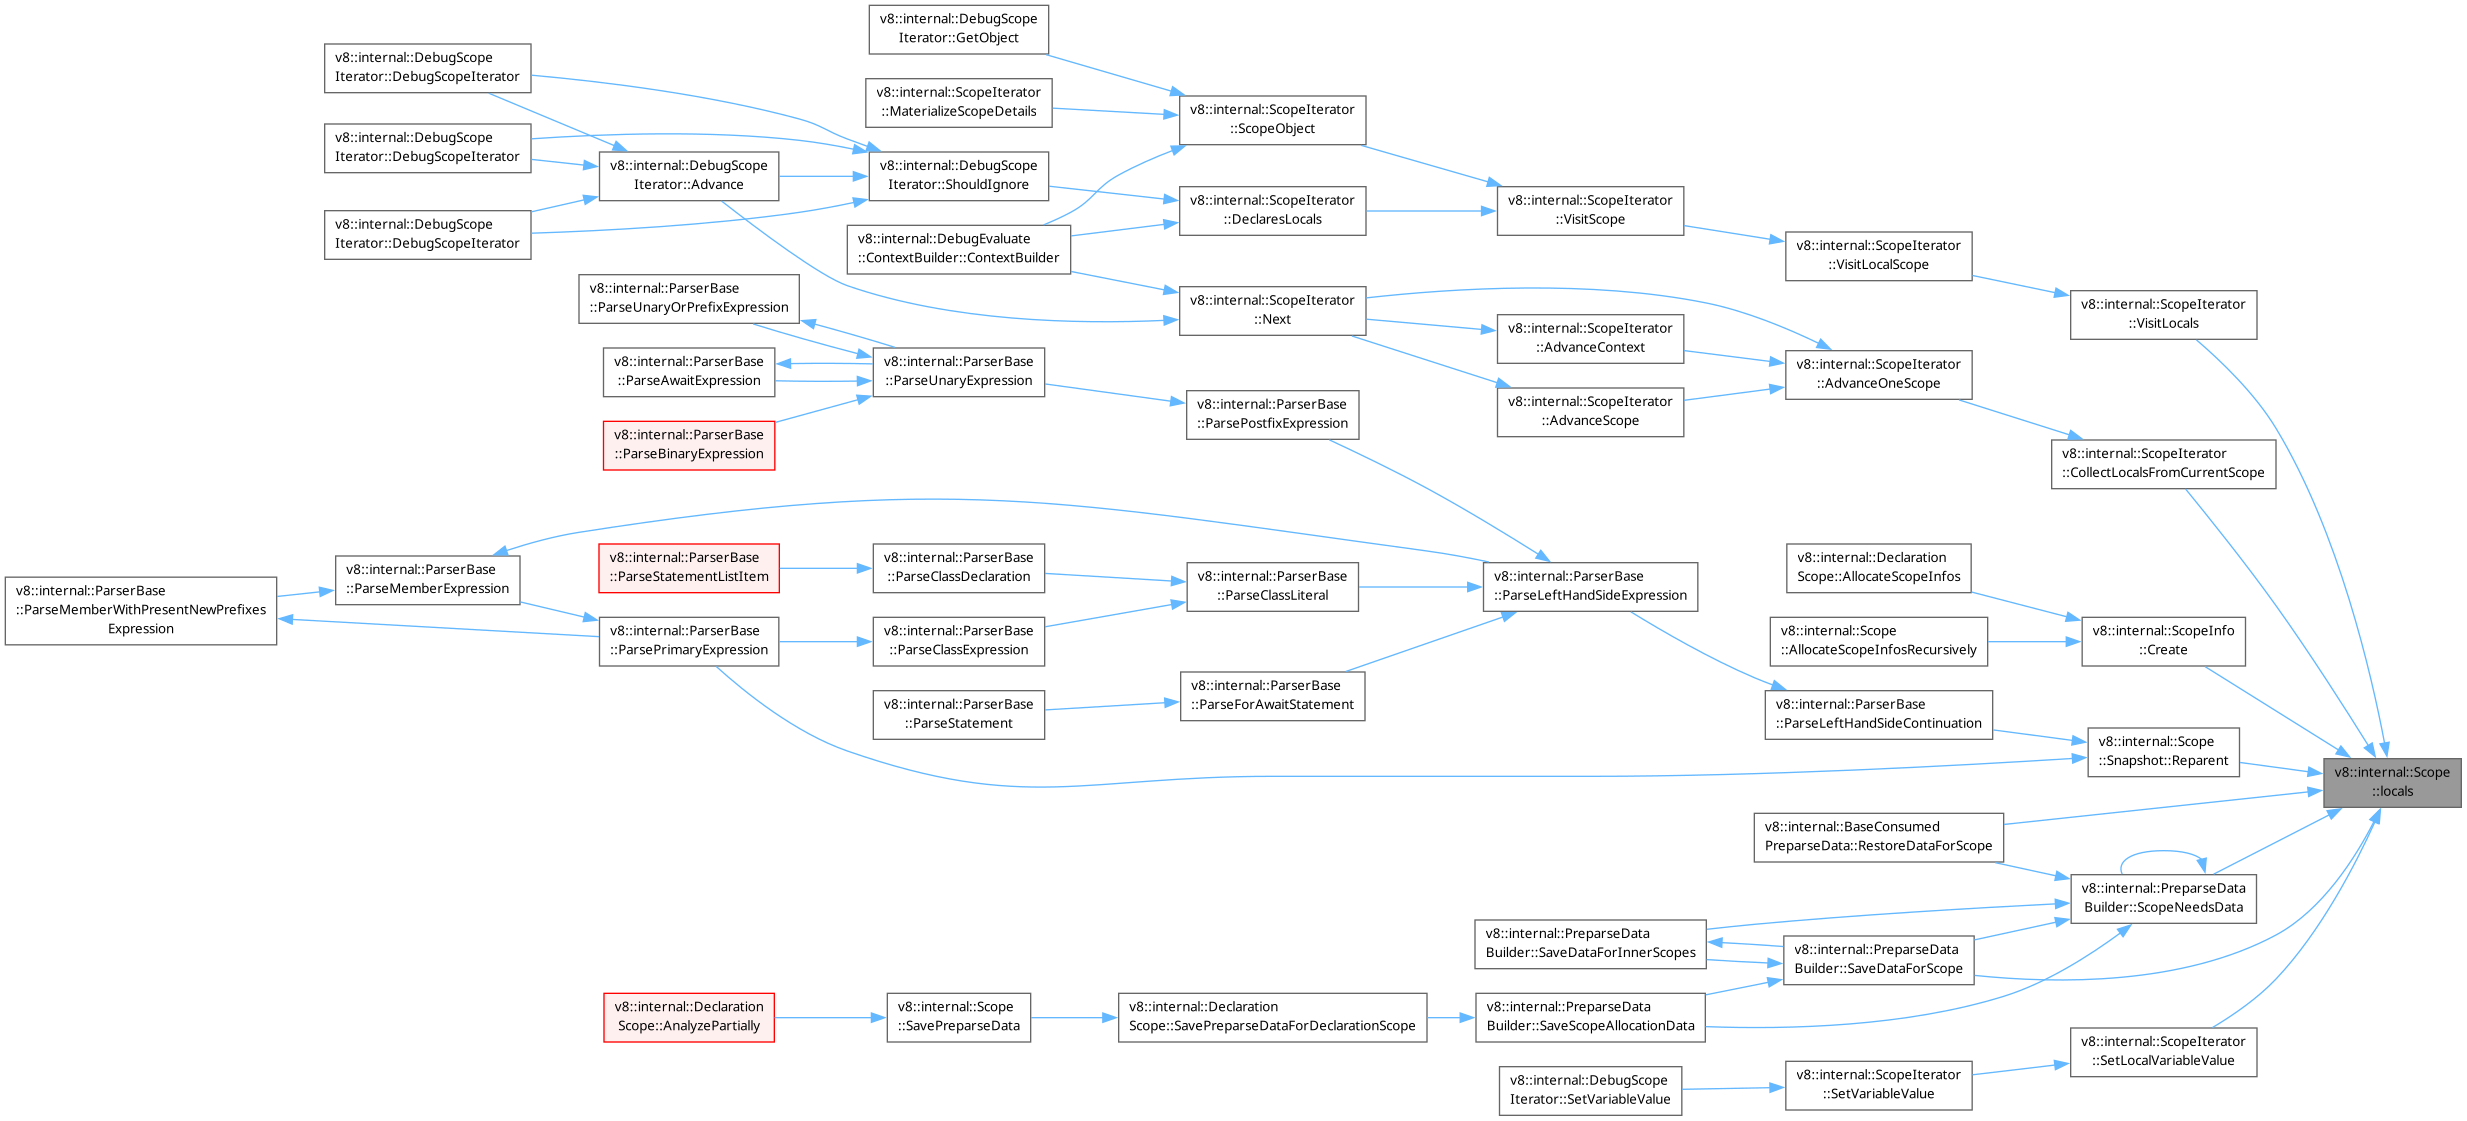 v8::internal::DebugScope
Iterator::GetObject
v8::internal::DebugScope
Iterator::DebugScopeIterator
v8::internal::ScopeIterator
::MaterializeScopeDetails
v8::internal::ScopeIterator
::ScopeObject
v8::internal::DebugScope
Iterator::DebugScopeIterator
v8::internal::DebugScope
Iterator::Advance
v8::internal::DebugScope
Iterator::ShouldIgnore
v8::internal::ScopeIterator
::DeclaresLocals
v8::internal::ScopeIterator
::VisitScope
v8::internal::DebugScope
Iterator::DebugScopeIterator
v8::internal::DebugEvaluate
::ContextBuilder::ContextBuilder
v8::internal::ScopeIterator
::VisitLocalScope
v8::internal::ParserBase
::ParseUnaryOrPrefixExpression
v8::internal::ScopeIterator
::Next
v8::internal::ScopeIterator
::VisitLocals
v8::internal::ScopeIterator
::AdvanceContext
v8::internal::ParserBase
::ParseAwaitExpression
v8::internal::ParserBase
::ParseUnaryExpression
v8::internal::ScopeIterator
::AdvanceOneScope
v8::internal::ParserBase
::ParsePostfixExpression
v8::internal::ScopeIterator
::AdvanceScope
v8::internal::ParserBase
::ParseBinaryExpression
v8::internal::ScopeIterator
::CollectLocalsFromCurrentScope
v8::internal::ParserBase
::ParseStatementListItem
v8::internal::ParserBase
::ParseClassDeclaration
v8::internal::Declaration
Scope::AllocateScopeInfos
v8::internal::ParserBase
::ParseMemberExpression
v8::internal::ParserBase
::ParseClassLiteral
v8::internal::ParserBase
::ParseLeftHandSideExpression
v8::internal::ParserBase
::ParseMemberWithPresentNewPrefixes
Expression
v8::internal::ParserBase
::ParsePrimaryExpression
v8::internal::ParserBase
::ParseClassExpression
v8::internal::Scope
::AllocateScopeInfosRecursively
v8::internal::ScopeInfo
::Create
v8::internal::ParserBase
::ParseStatement
v8::internal::ParserBase
::ParseForAwaitStatement
v8::internal::ParserBase
::ParseLeftHandSideContinuation
v8::internal::Scope
::Snapshot::Reparent
v8::internal::Scope
::locals
v8::internal::BaseConsumed
PreparseData::RestoreDataForScope
v8::internal::PreparseData
Builder::ScopeNeedsData
v8::internal::PreparseData
Builder::SaveDataForInnerScopes
v8::internal::PreparseData
Builder::SaveDataForScope
v8::internal::Declaration
Scope::AnalyzePartially
v8::internal::Scope
::SavePreparseData
v8::internal::Declaration
Scope::SavePreparseDataForDeclarationScope
v8::internal::PreparseData
Builder::SaveScopeAllocationData
v8::internal::ScopeIterator
::SetLocalVariableValue
v8::internal::DebugScope
Iterator::SetVariableValue
v8::internal::ScopeIterator
::SetVariableValue